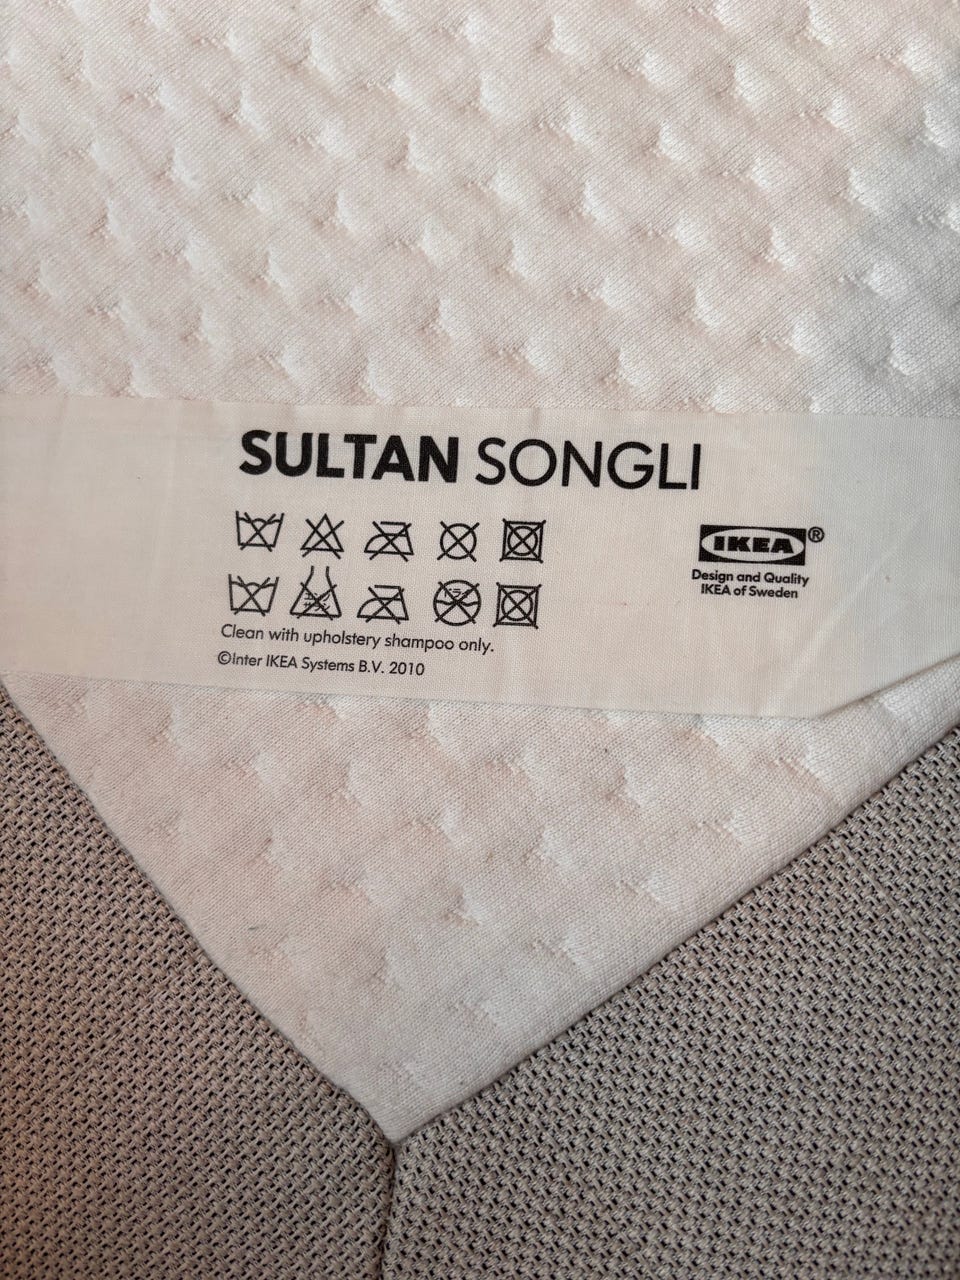 SULTAN SONGLI
IKEA®
Design and Quality
IKEA of Sweden
Clean with upholstery shampoo only.
©Inter IKEA Systems B.V. 2010